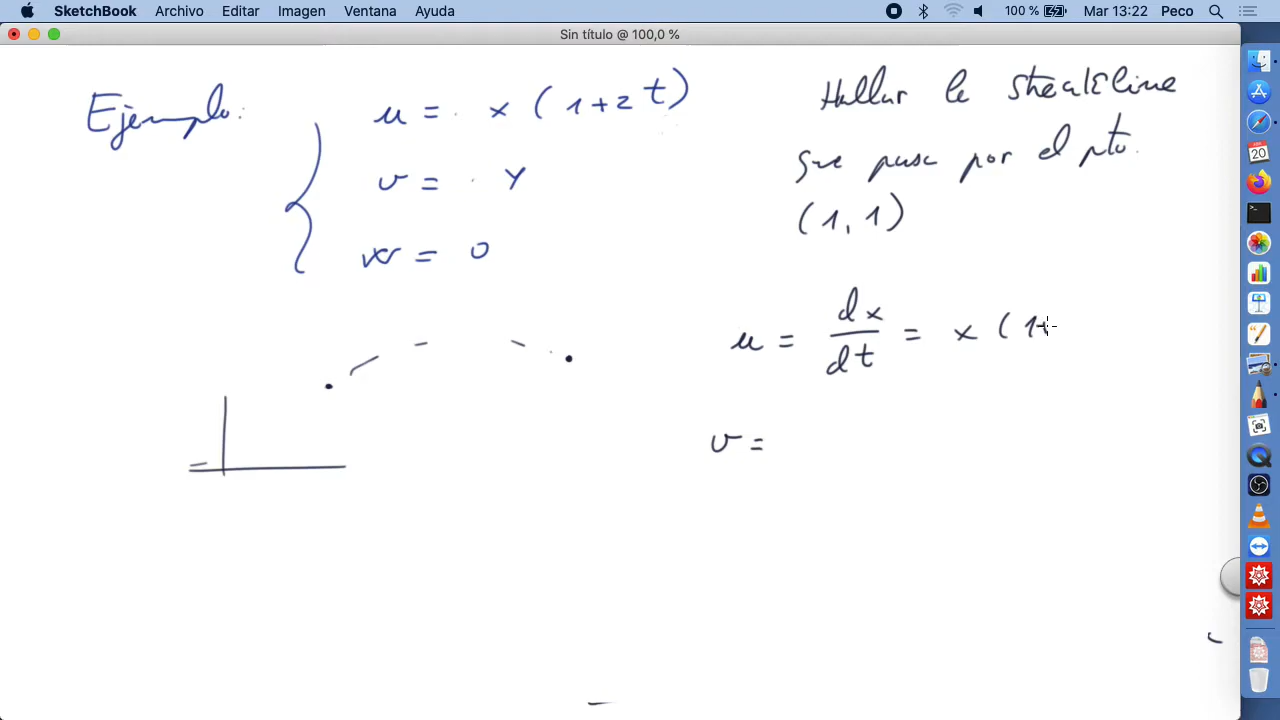 SketchBook Archivo Editar Imagen Ventana Ayuda 100 % Mar 13:22 Peco
Sin título @ 100,0 %
Ejemplo:
u = x (1+2t)
v = y
w = 0
Hallar la streakline
que pasa por el pto.
(1,1)
u = dx/dt = x (1+
v =